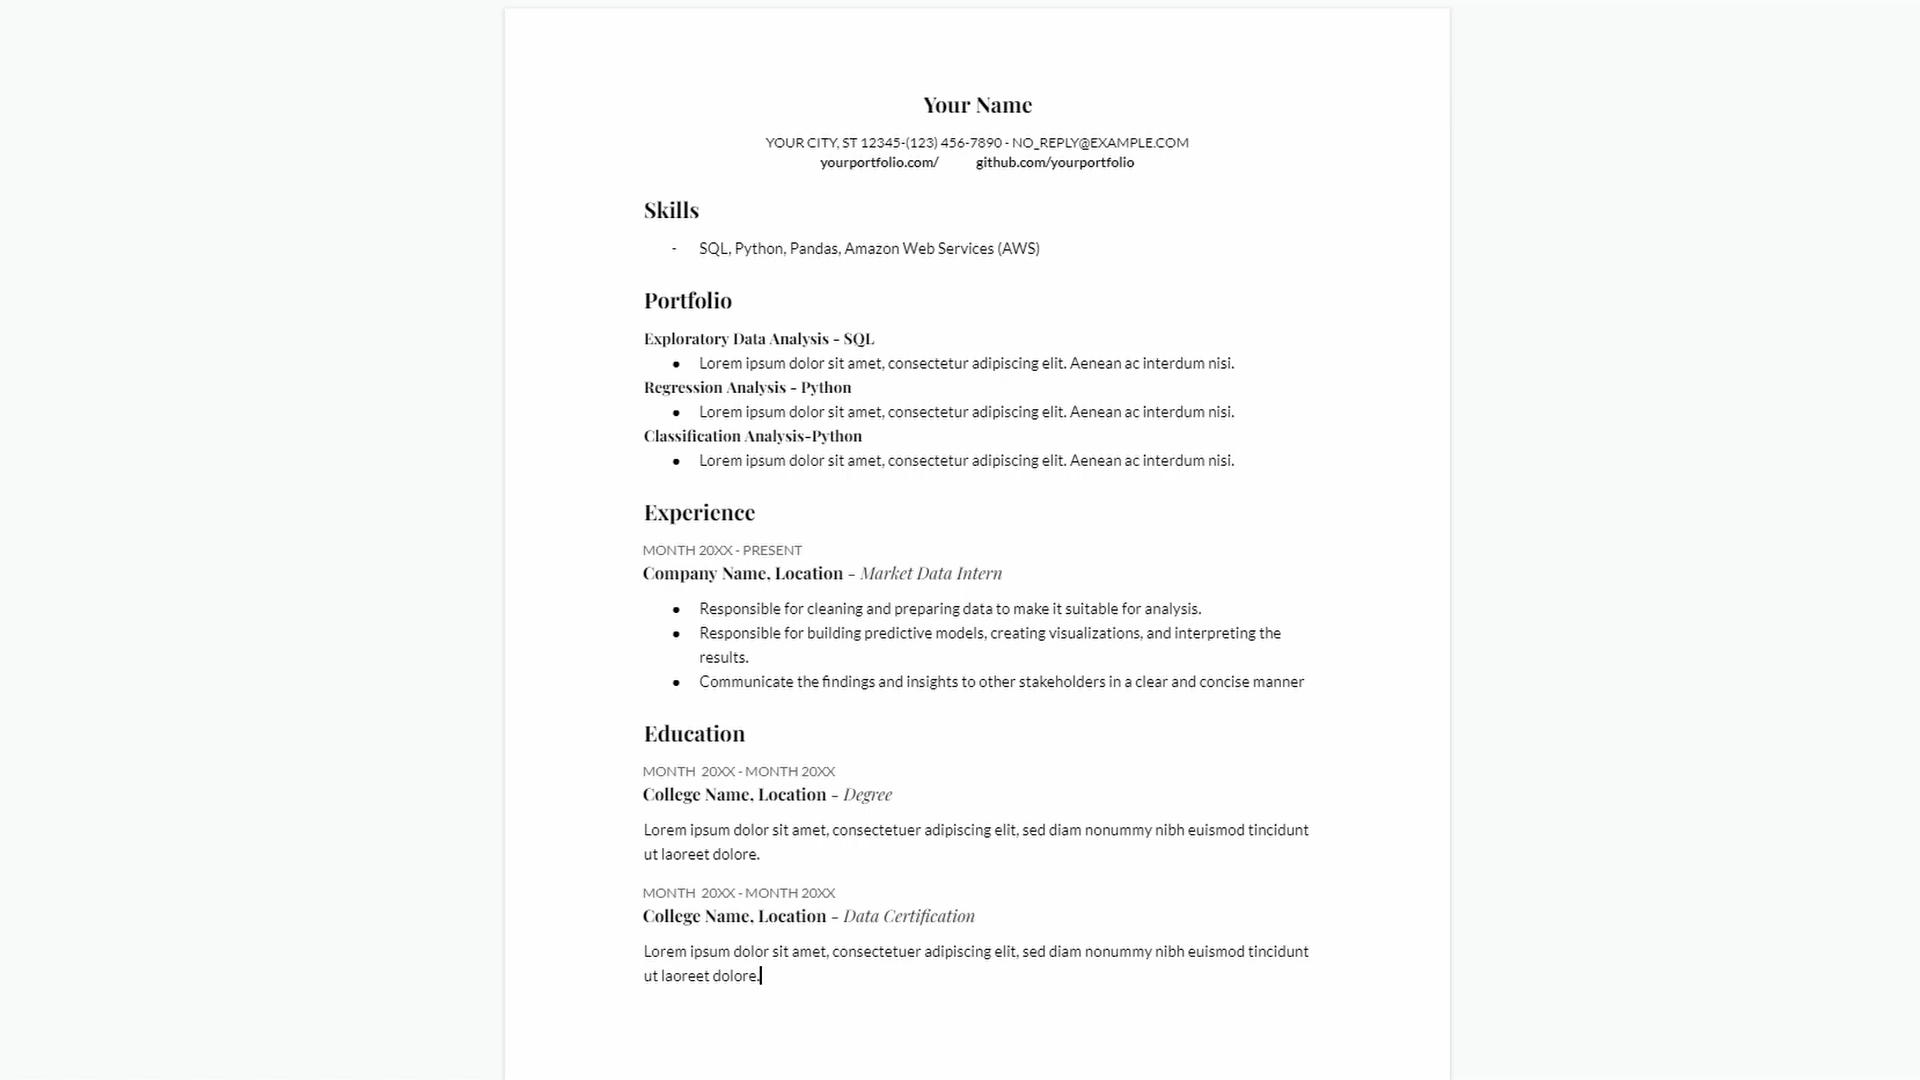 Your Name
YOUR CITY, ST 12345-(123) 456-7890 - NO_REPLY@EXAMPLE.COM
yourportfolio.com/ github.com/yourportfolio
Skills
- SQL, Python, Pandas, Amazon Web Services (AWS)
Portfolio
Exploratory Data Analysis - SQL
● Lorem ipsum dolor sit amet, consectetur adipiscing elit. Aenean ac interdum nisi.
Regression Analysis - Python
● Lorem ipsum dolor sit amet, consectetur adipiscing elit. Aenean ac interdum nisi.
Classification Analysis-Python
● Lorem ipsum dolor sit amet, consectetur adipiscing elit. Aenean ac interdum nisi.
Experience
MONTH 20XX - PRESENT
Company Name, Location - Market Data Intern
● Responsible for cleaning and preparing data to make it suitable for analysis.
● Responsible for building predictive models, creating visualizations, and interpreting the
results.
● Communicate the findings and insights to other stakeholders in a clear and concise manner
Education
MONTH 20XX - MONTH 20XX
College Name, Location - Degree
Lorem ipsum dolor sit amet, consectetuer adipiscing elit, sed diam nonummy nibh euismod tincidunt
ut laoreet dolore.
MONTH 20XX - MONTH 20XX
College Name, Location - Data Certification
Lorem ipsum dolor sit amet, consectetuer adipiscing elit, sed diam nonummy nibh euismod tincidunt
ut laoreet dolore.